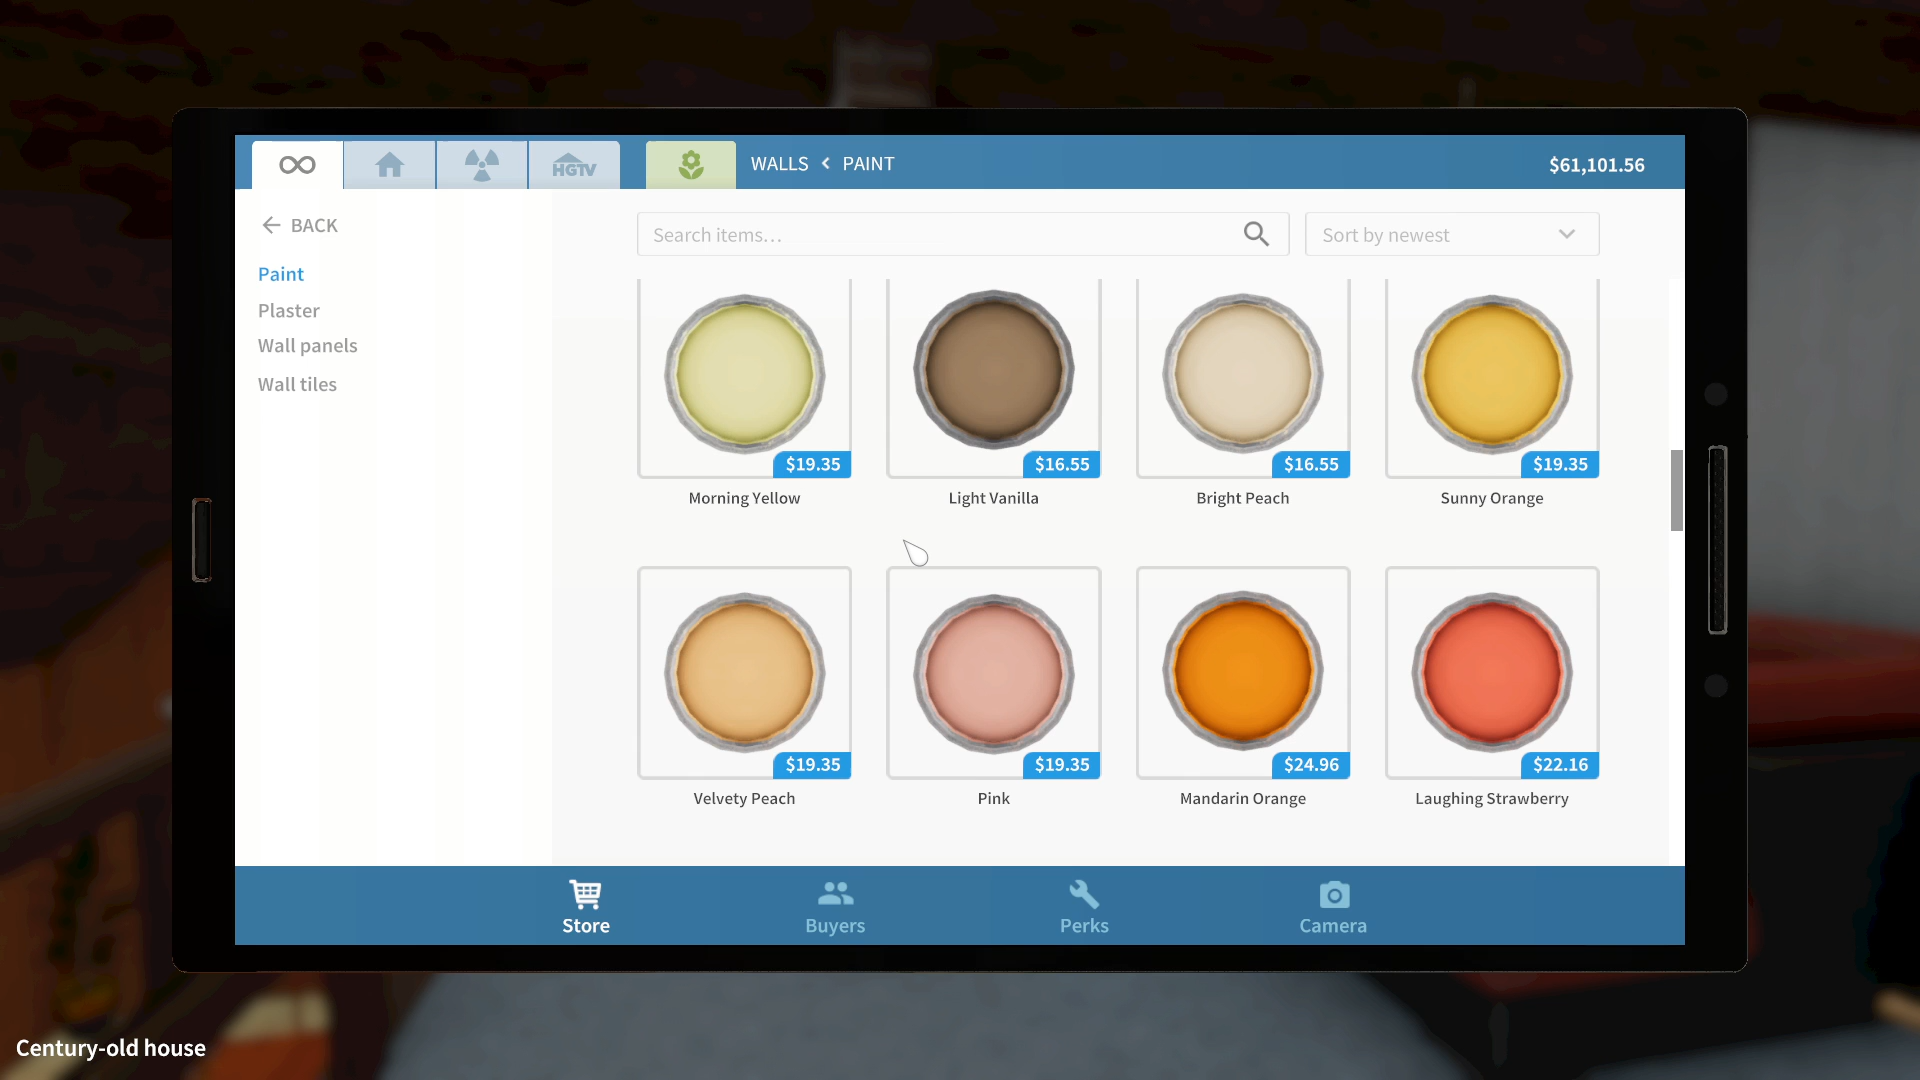 HGTV
WALLS < PAINT
$61,101.56
BACK
Search items...
Sort by newest
Paint
Plaster
Wall panels
Wall tiles
$19.35
$16.55
$16.55
$19.35
Morning Yellow
Light Vanilla
Bright Peach
Sunny Orange
$19.35
$19.35
$24.96
$22.16
Velvety Peach
Pink
Mandarin Orange
Laughing Strawberry
Store
Buyers
Perks
Camera
Century-old house